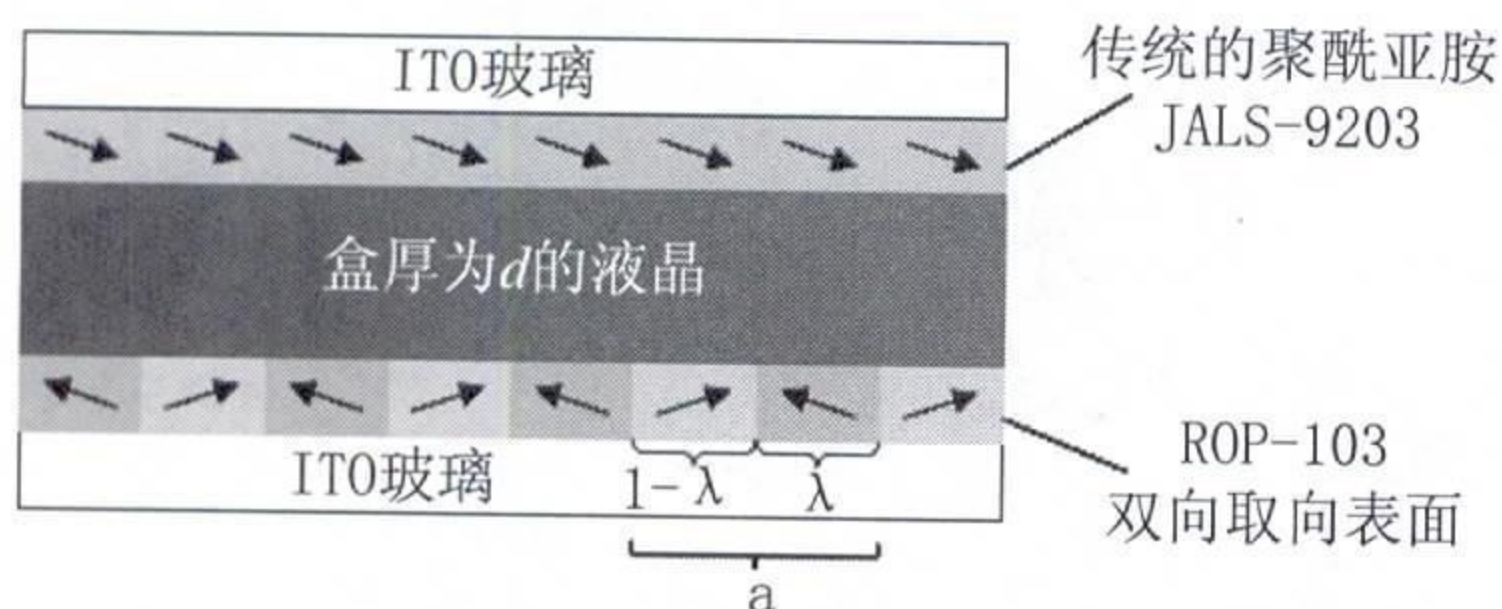 ITO玻璃
传统的聚酰亚胺
JALS-9203
盒厚为d的液晶
ITO玻璃
1-λ
λ
a
ROP-103
双向取向表面